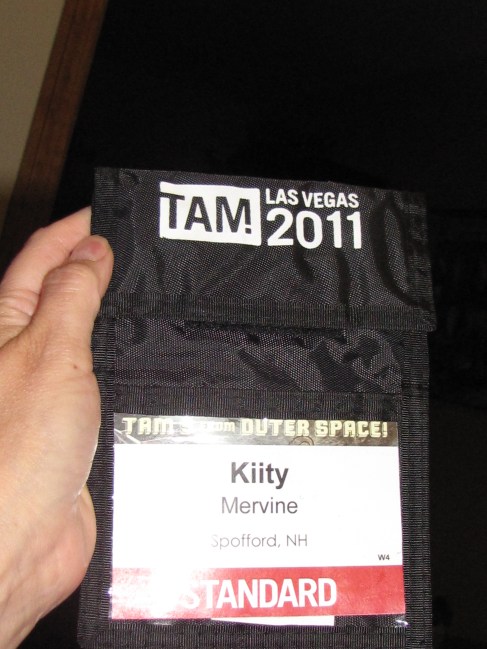 TAM! LAS VEGAS
2011
TAM from OUTER SPACE!
Kiity
Mervine
Spofford, NH
W4
STANDARD